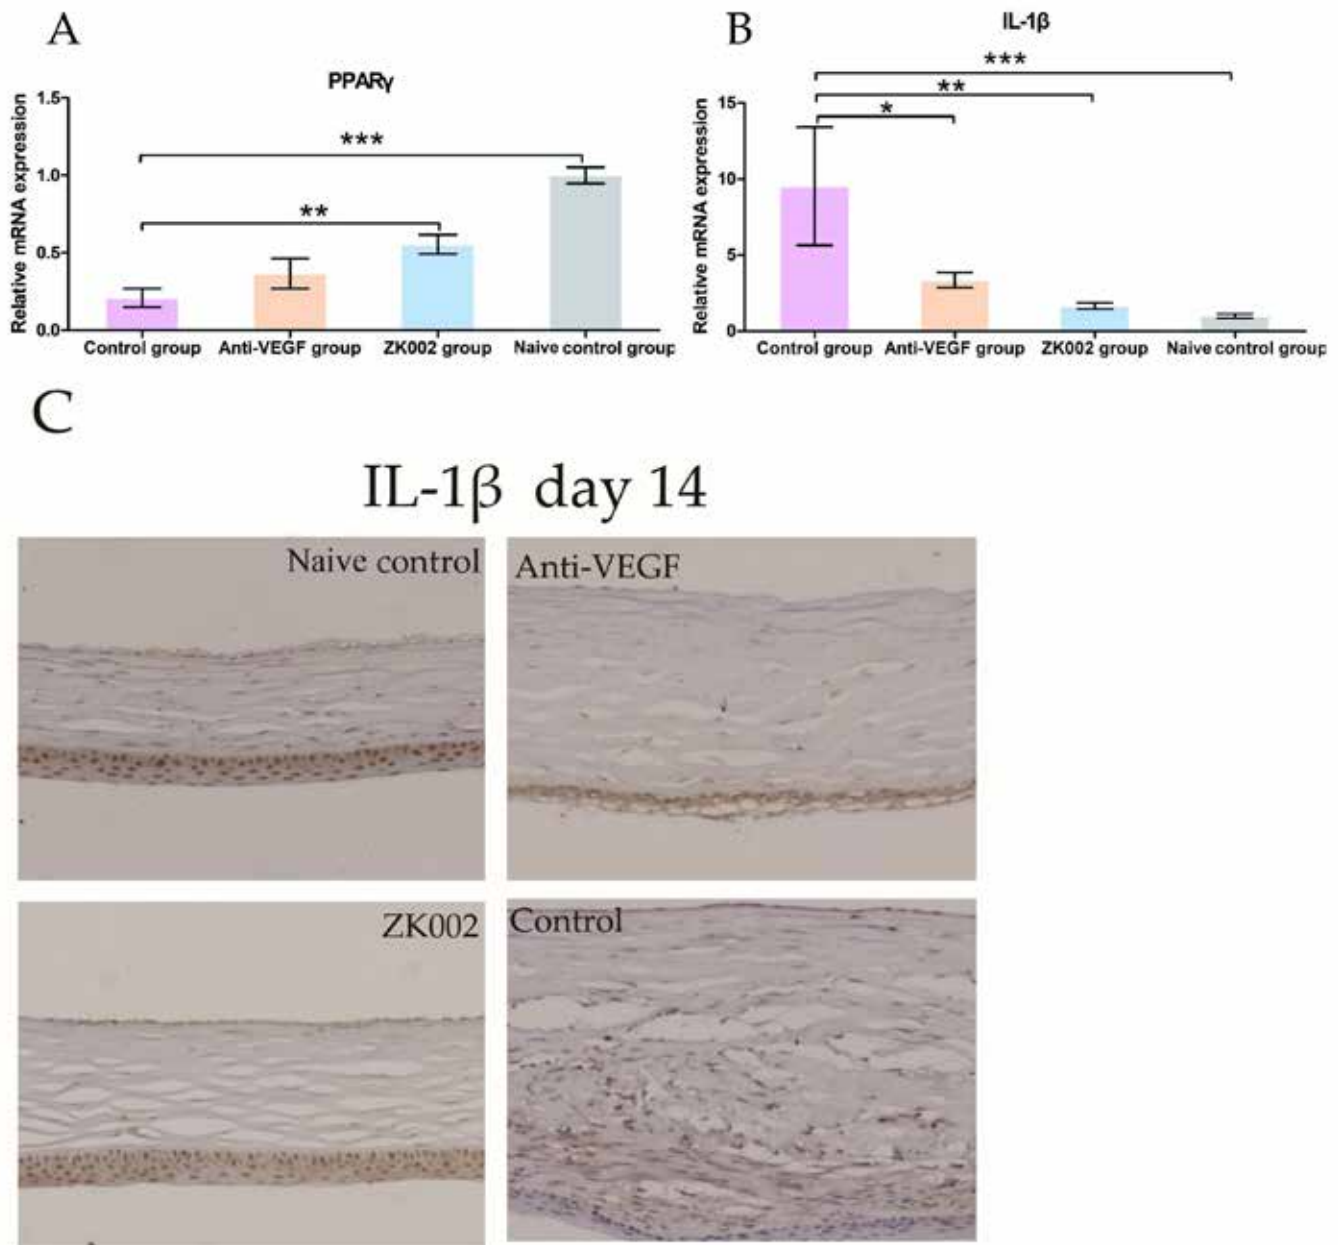 A
PPARγ
Relative mRNA expression
1.5
1.0
0.5
0.0
***
**
Control group
Anti-VEGF group
ZK002 group
Naive control group
B
IL-1β
Relative mRNA expression
15
10
5
0
***
**
*
Control group
Anti-VEGF group
ZK002 group
Naive control group
C
IL-1β day 14
Naive control
Anti-VEGF
ZK002
Control